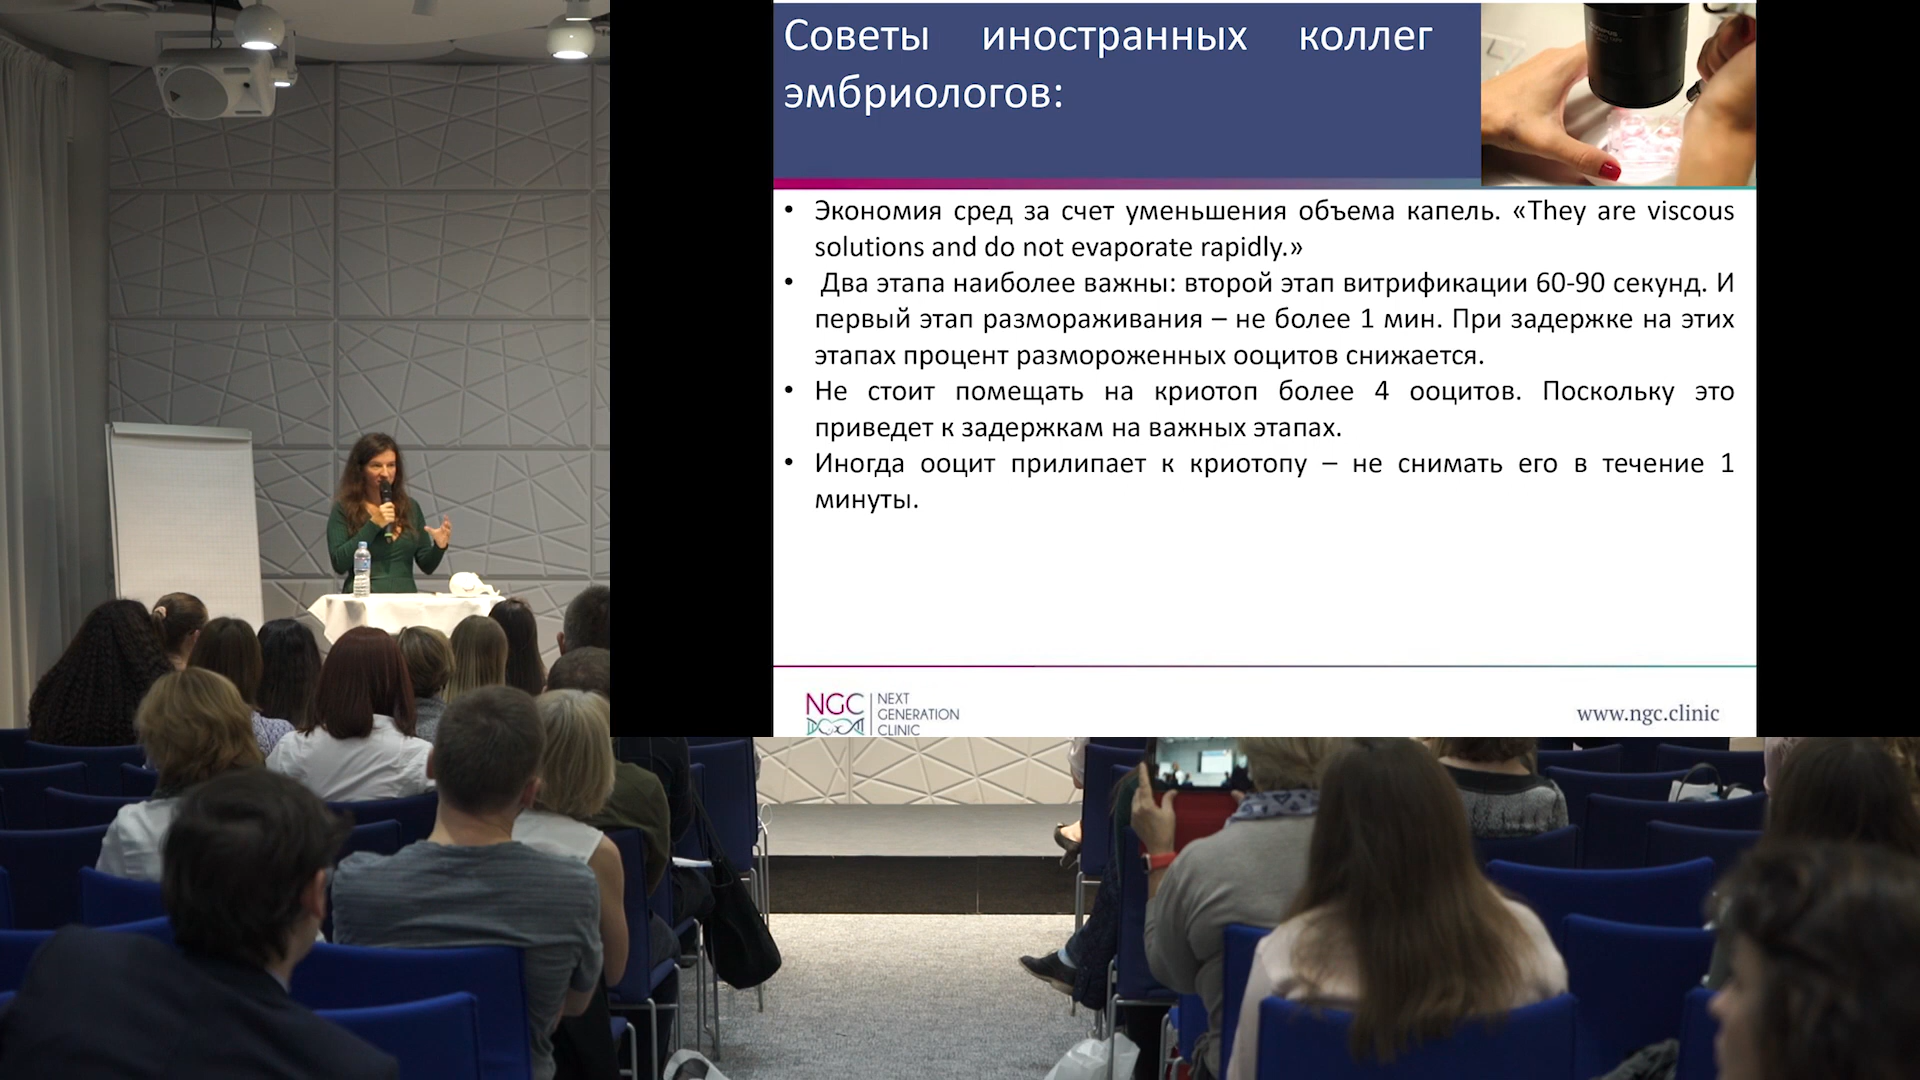 Советы иностранных коллег
эмбриологов:
• Экономия сред за счет уменьшения объема капель. «They are viscous
solutions and do not evaporate rapidly.»
• Два этапа наиболее важны: второй этап витрификации 60-90 секунд. И
первый этап размораживания – не более 1 мин. При задержке на этих
этапах процент размороженных ооцитов снижается.
• Не стоит помещать на криотоп более 4 ооцитов. Поскольку это
приведет к задержкам на важных этапах.
• Иногда ооцит прилипает к криотопу – не снимать его в течение 1
минуты.
NGC
NEXT
GENERATION
CLINIC
www.ngc.clinic